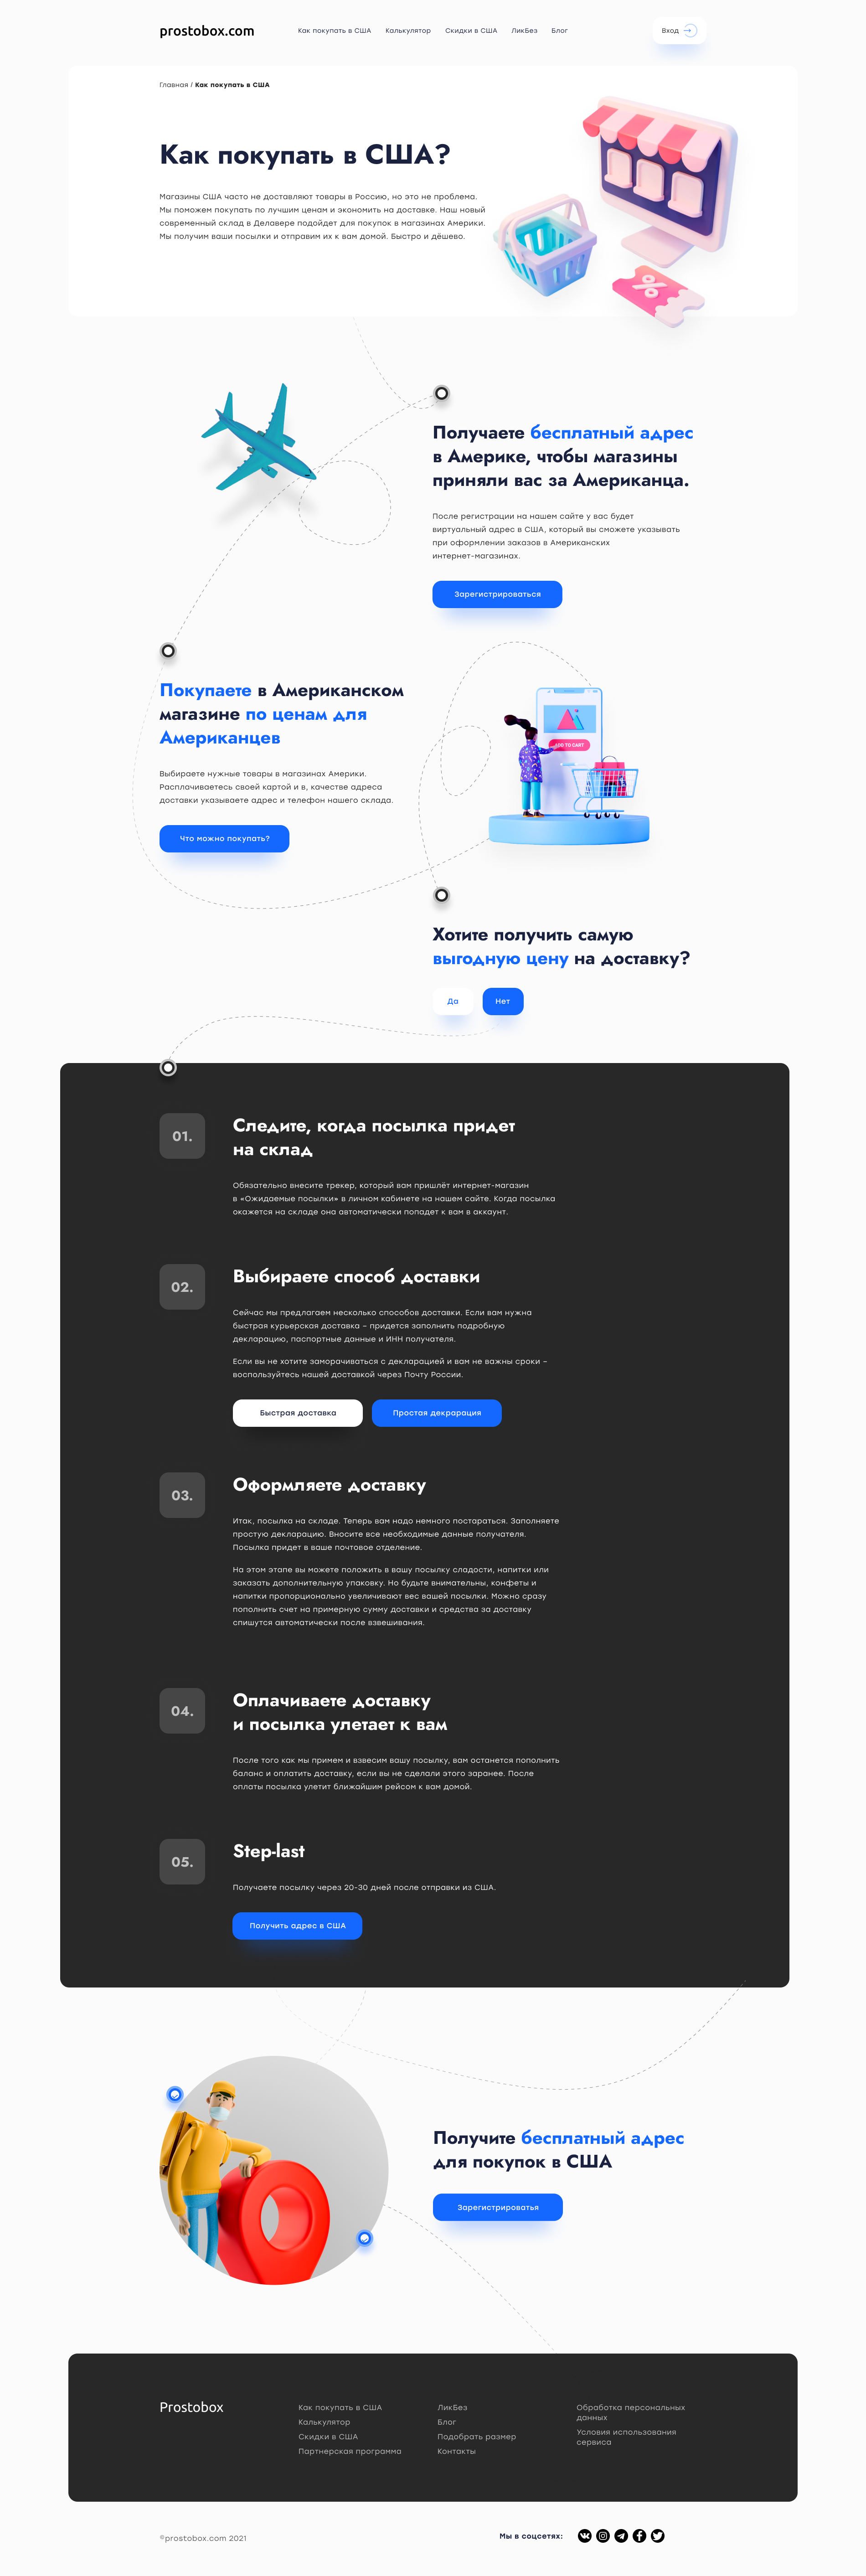 prostobox.com
Как покупать в США
Калькулятор
Скидки в США
ЛикБез
Блог
Вход
Главная / Как покупать в США
Как покупать в США?
Магазины США часто не доставляют товары в Россию, но это не проблема.
Мы поможем покупать по лучшим ценам и экономить на доставке. Наш новый
современный склад в Делавере подойдет для покупок в магазинах Америки.
Мы получим ваши посылки и отправим их к вам домой. Быстро и дёшево.
%
Получаете бесплатный адрес
в Америке, чтобы магазины
приняли вас за Американца.
После регистрации на нашем сайте у вас будет
виртуальный адрес в США, который вы сможете указывать
при оформлении заказов в Американских
интернет-магазинах.
Зарегистрироваться
Покупаете в Американском
магазине по ценам для
Американцев
Выбираете нужные товары в магазинах Америки.
Расплачиваетесь своей картой и в, качестве адреса
доставки указываете адрес и телефон нашего склада.
Что можно покупать?
ADD TO CART
Хотите получить самую
выгодную цену на доставку?
Да
Нет
01.
Следите, когда посылка придет
на склад
Обязательно внесите трекер, который вам пришлёт интернет-магазин
в «Ожидаемые посылки» в личном кабинете на нашем сайте. Когда посылка
окажется на складе она автоматически попадет к вам в аккаунт.
02.
Выбираете способ доставки
Сейчас мы предлагаем несколько способов доставки. Если вам нужна
быстрая курьерская доставка – придется заполнить подробную
декларацию, паспортные данные и ИНН получателя.
Если вы не хотите заморачиваться с декларацией и вам не важны сроки –
воспользуйтесь нашей доставкой через Почту России.
Быстрая доставка
Простая декрарация
03.
Оформляете доставку
Итак, посылка на складе. Теперь вам надо немного постараться. Заполняете
простую декларацию. Вносите все необходимые данные получателя.
Посылка придет в ваше почтовое отделение.
На этом этапе вы можете положить в вашу посылку сладости, напитки или
заказать дополнительную упаковку. Но будьте внимательны, конфеты и
напитки пропорционально увеличивают вес вашей посылки. Можно сразу
пополнить счет на примерную сумму доставки и средства за доставку
спишутся автоматически после взвешивания.
04.
Оплачиваете доставку
и посылка улетает к вам
После того как мы примем и взвесим вашу посылку, вам останется пополнить
баланс и оплатить доставку, если вы не сделали этого заранее. После
оплаты посылка улетит ближайшим рейсом к вам домой.
05.
Step-last
Получаете посылку через 20-30 дней после отправки из США.
Получить адрес в США
Получите бесплатный адрес
для покупок в США
Зарегистрироватья
Prostobox
Как покупать в США
Калькулятор
Скидки в США
Партнерская программа
ЛикБез
Блог
Подобрать размер
Контакты
Обработка персональных
данных
Условия использования
сервиса
©prostobox.com 2021
Мы в соцсетях: